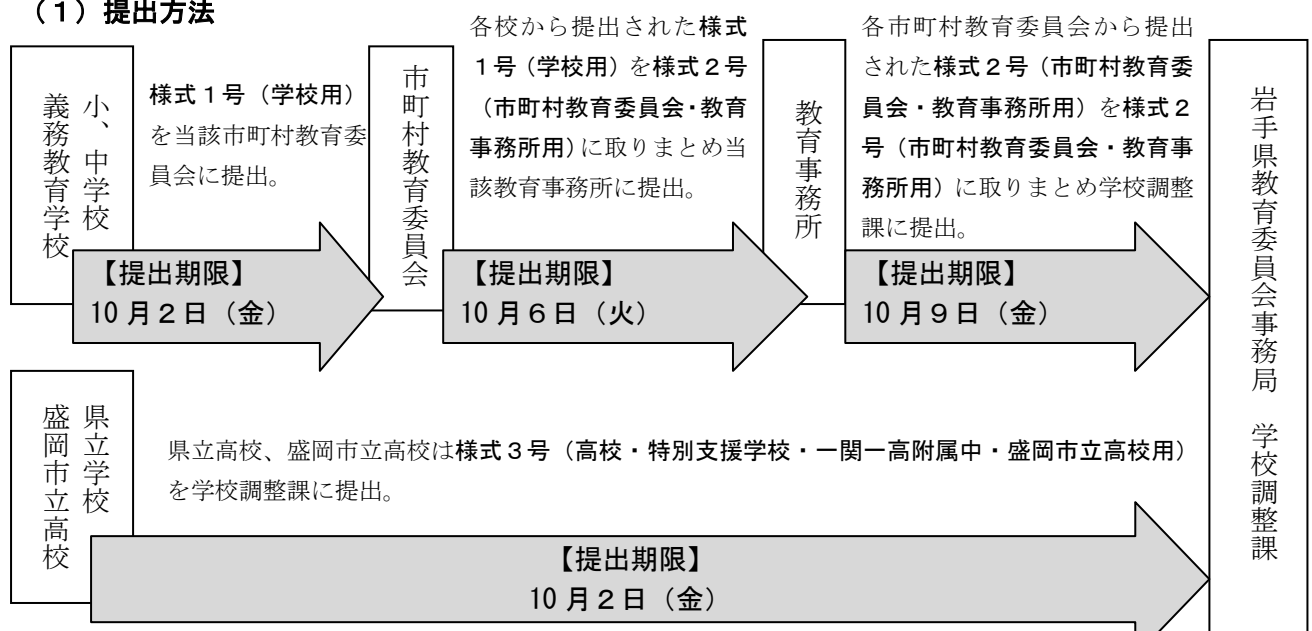 （１）提出方法
小、中学校
義務教育学校
様式１号（学校用）
を当該市町村教育委
員会に提出。
【提出期限】
10 月２日（金）
市町村教育委員会
各校から提出された様式
１号（学校用）を様式２号
（市町村教育委員会・教育
事務所用）に取りまとめ当
該教育事務所に提出。
【提出期限】
10 月６日（火）
教育事務所
各市町村教育委員会から提出
された様式２号（市町村教育委
員会・教育事務所用）を様式２
号（市町村教育委員会・教育事
務所用）に取りまとめ学校調整
課に提出。
【提出期限】
10 月９日（金）
岩手県教育委員会事務局　学校調整課
県立学校
盛岡市立高校
県立高校、盛岡市立高校は様式３号（高校・特別支援学校・一関一高附属中・盛岡市立高校用）
を学校調整課に提出。
【提出期限】
10 月２日（金）